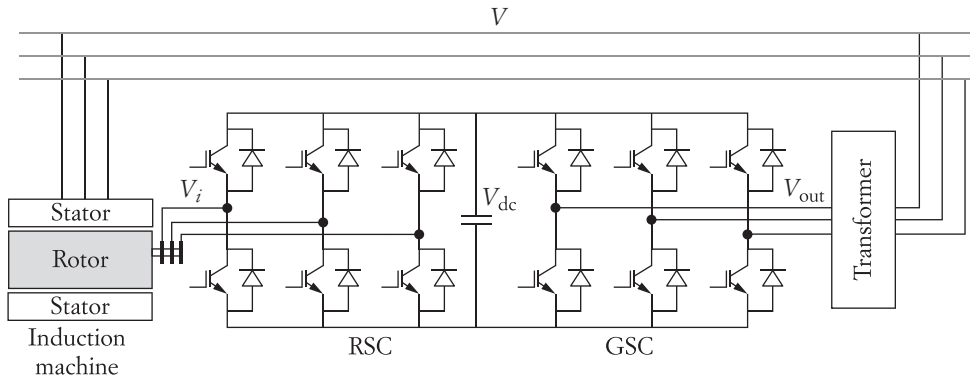 V
V_i
V_dc
V_out
Transformer
Stator
Rotor
Stator
Induction
machine
RSC
GSC